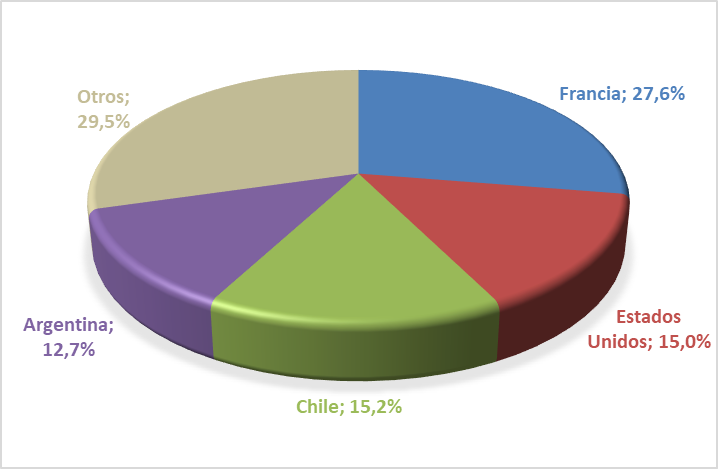 Otros;
29,5%
Francia; 27,6%
Argentina;
12,7%
Estados
Unidos; 15,0%
Chile; 15,2%